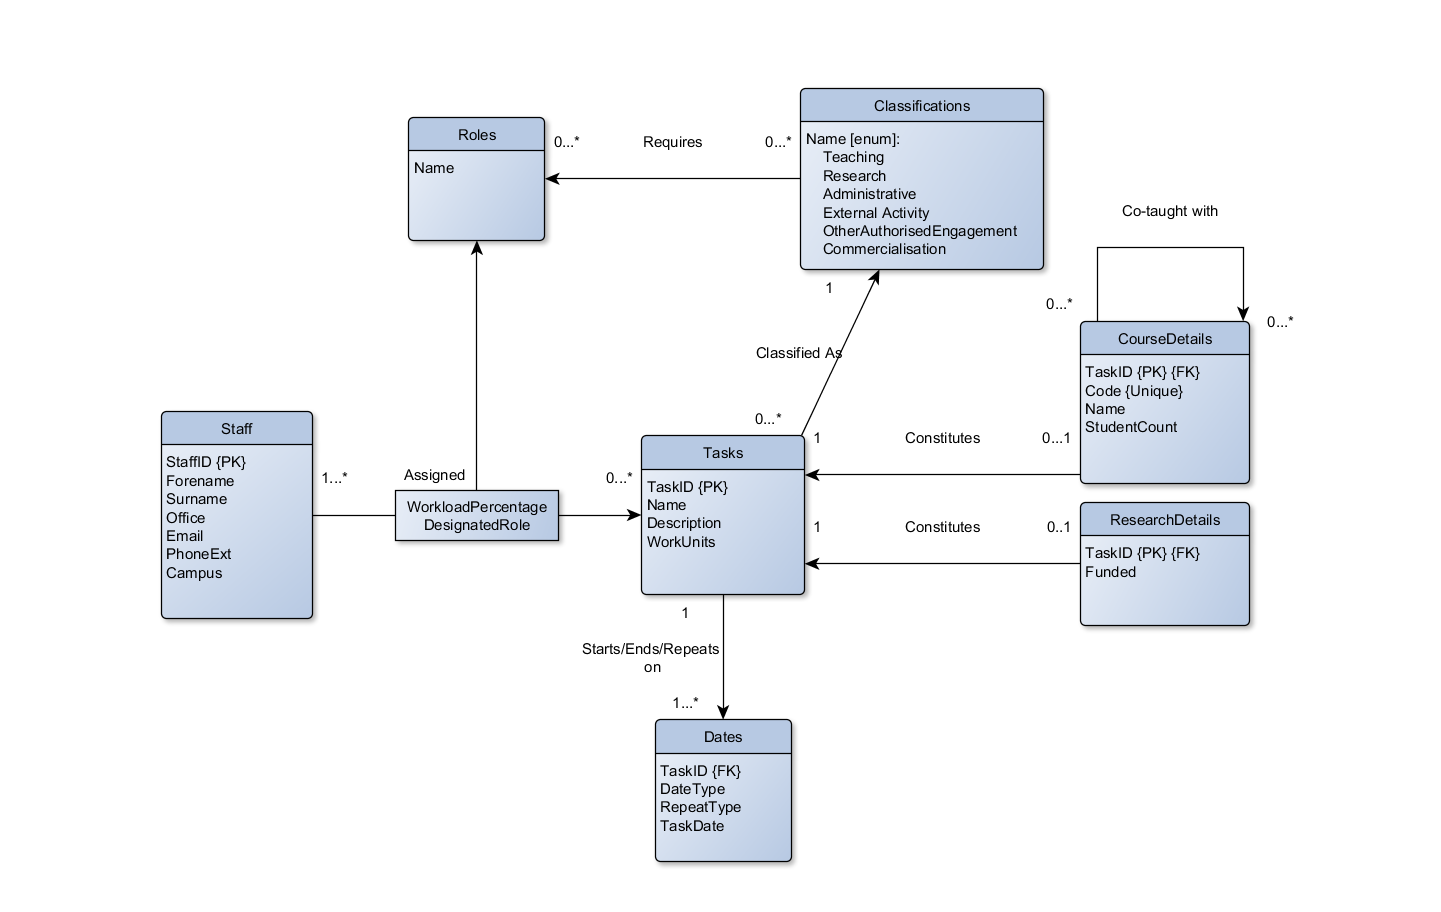 Classifications
Name [enum]:
Teaching
Research
Administrative
External Activity
OtherAuthorisedEngagement
Commercialisation
Roles
Name
0...*
Requires
0...*
Co-taught with
0...*
0...*
1
Classified As
0...*
CourseDetails
TaskID {PK} {FK}
Code {Unique}
Name
StudentCount
Staff
StaffID {PK}
Forename
Surname
Office
Email
PhoneExt
Campus
1...*
Assigned
WorkloadPercentage
DesignatedRole
0...*
Tasks
TaskID {PK}
Name
Description
WorkUnits
1
Constitutes
0...1
1
Constitutes
0..1
ResearchDetails
TaskID {PK} {FK}
Funded
1
Starts/Ends/Repeats
on
1...*
Dates
TaskID {FK}
DateType
RepeatType
TaskDate